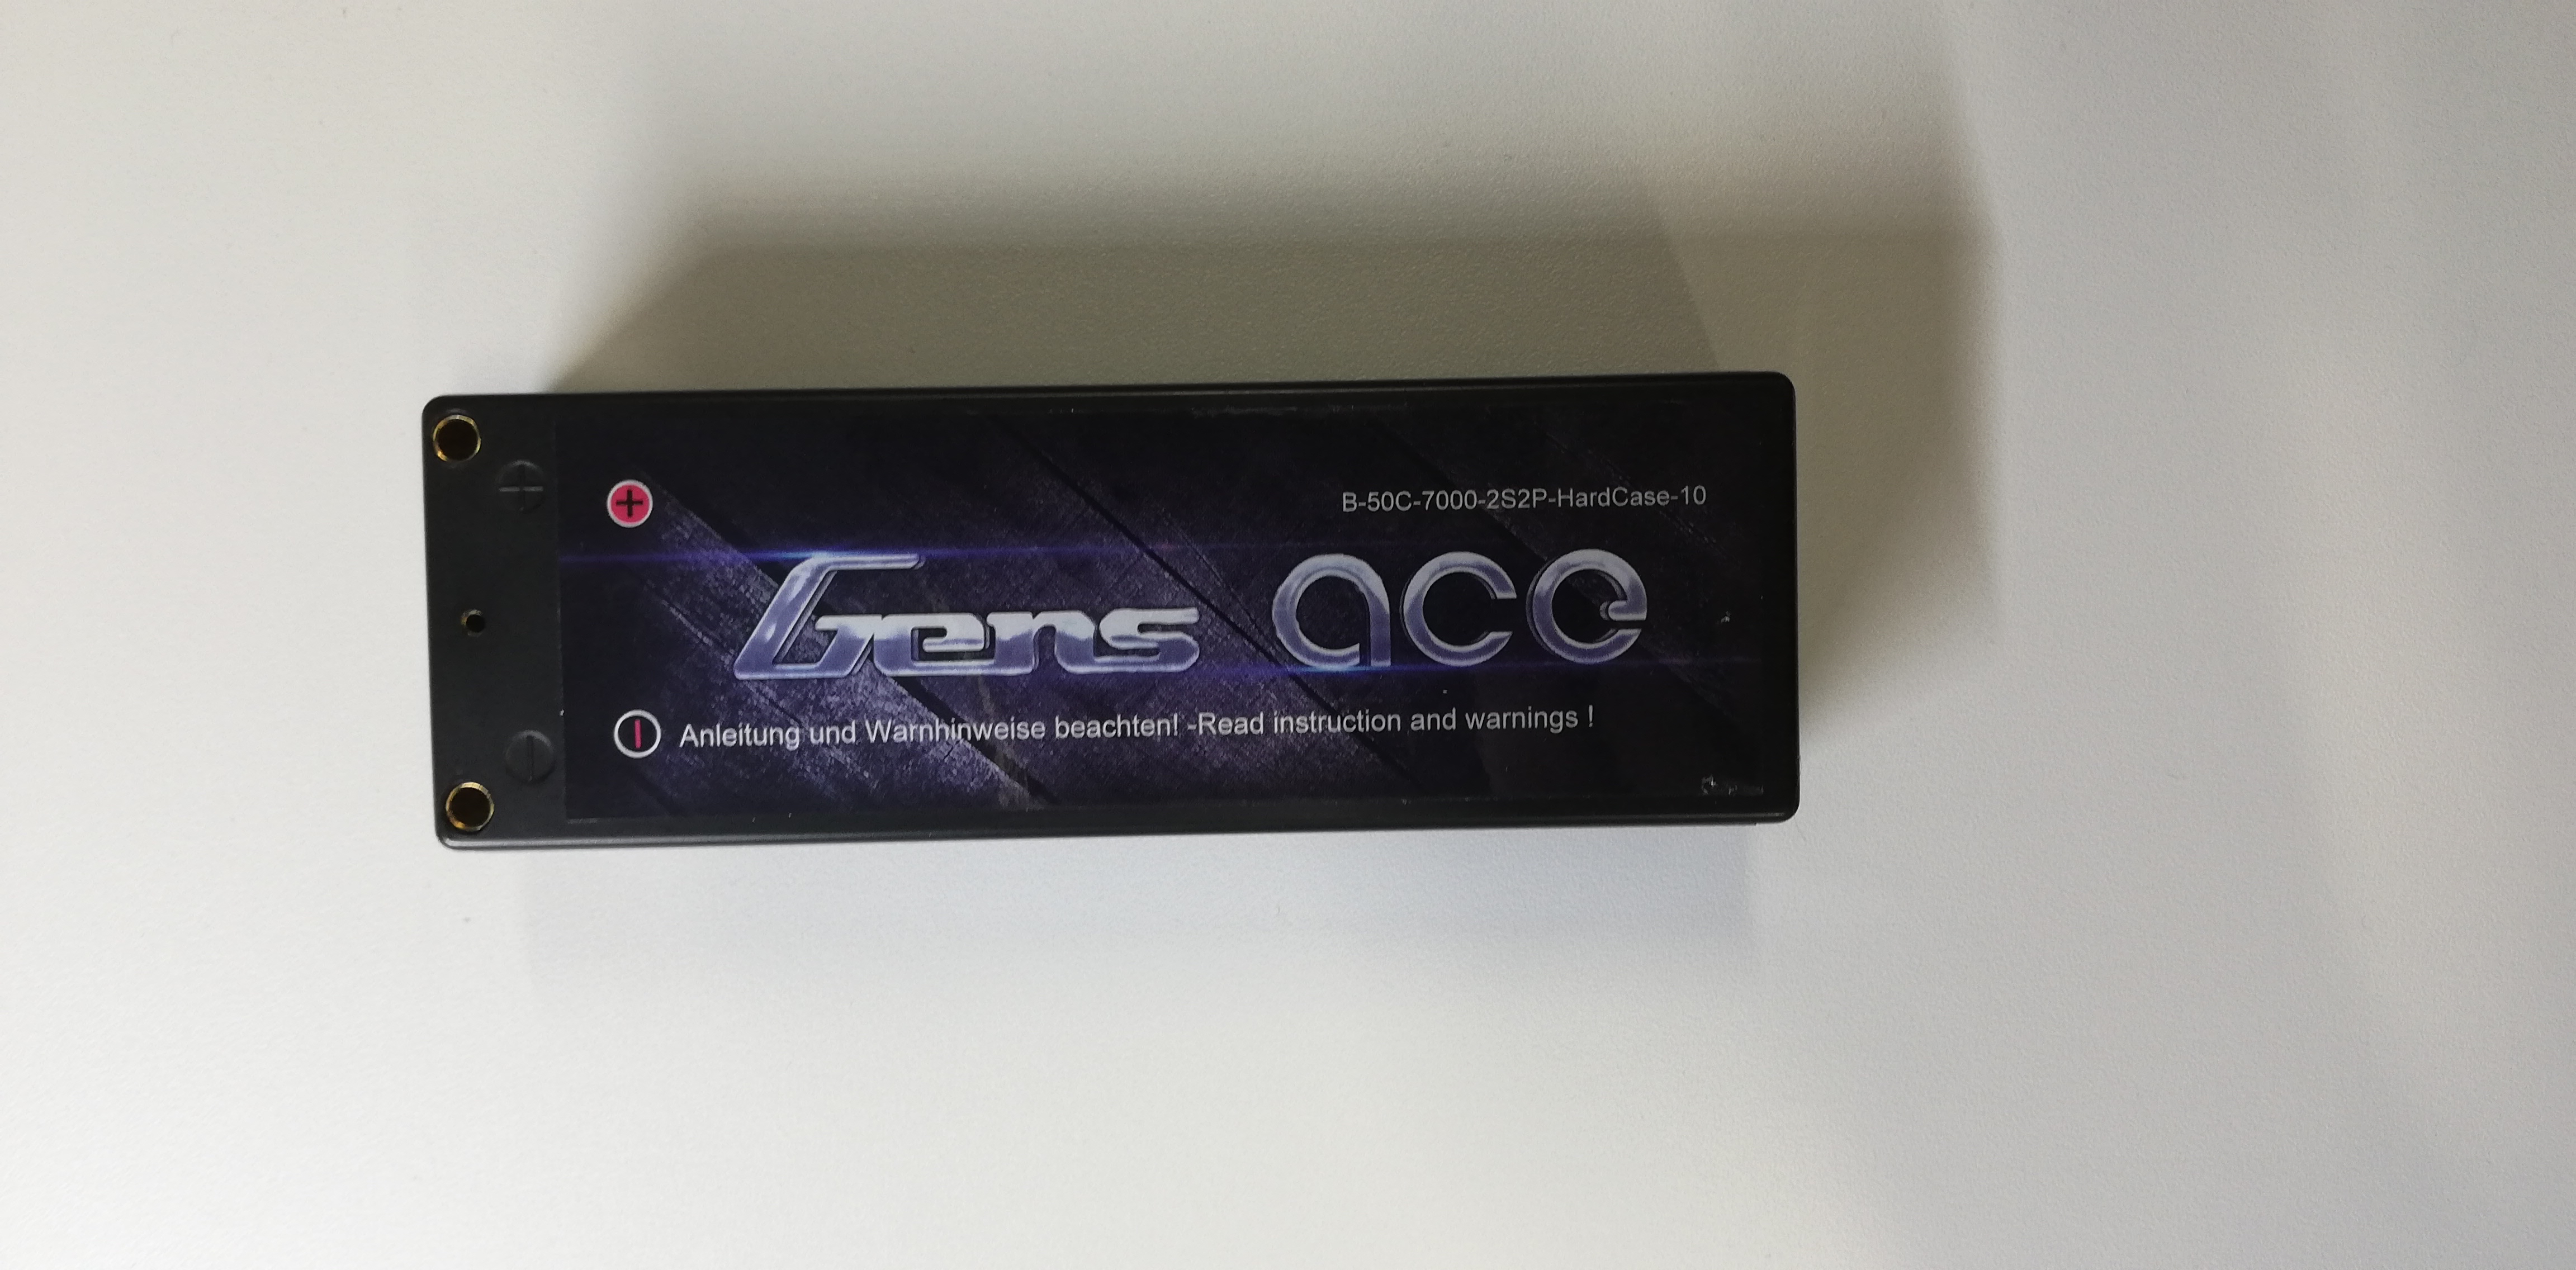 B-50C-7000-2S2P-HardCase-10
Gens ace
Anleitung und Warnhinweise beachten! -Read instruction and warnings !